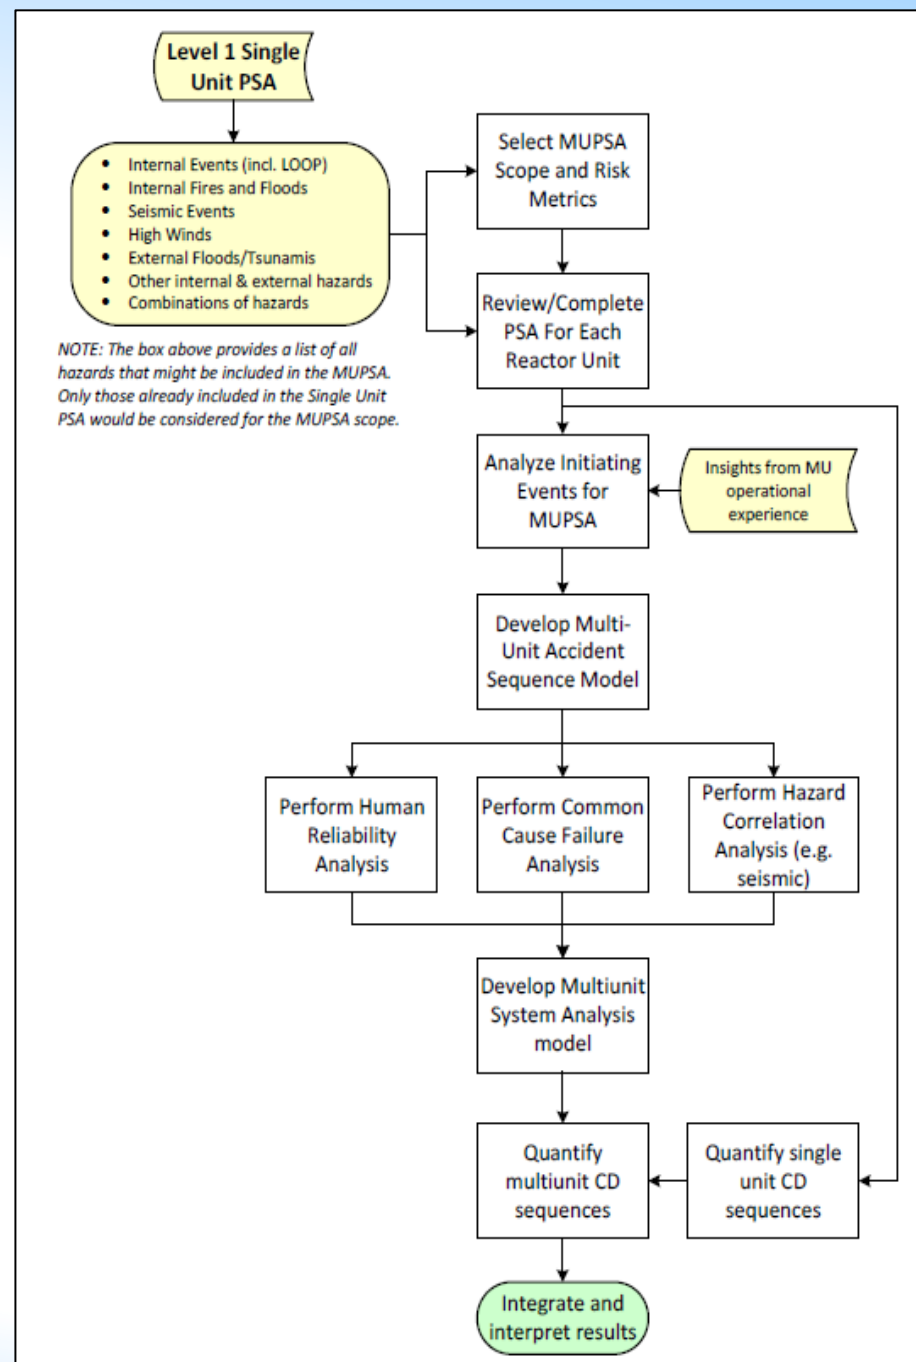 Level 1 Single
Unit PSA
• Internal Events (incl. LOOP)
• Internal Fires and Floods
• Seismic Events
• High Winds
• External Floods/Tsunamis
• Other internal & external hazards
• Combinations of hazards
NOTE: The box above provides a list of all
hazards that might be included in the MUPSA.
Only those already included in the Single Unit
PSA would be considered for the MUPSA scope.
Select MUPSA
Scope and Risk
Metrics
Review/Complete
PSA For Each
Reactor Unit
Analyze Initiating
Events for
MUPSA
Insights from MU
operational
experience
Develop Multi-
Unit Accident
Sequence Model
Perform Human
Reliability
Analysis
Perform Common
Cause Failure
Analysis
Perform Hazard
Correlation
Analysis (e.g.
seismic)
Develop Multiunit
System Analysis
model
Quantify
multiunit CD
sequences
Quantify single
unit CD
sequences
Integrate and
interpret results